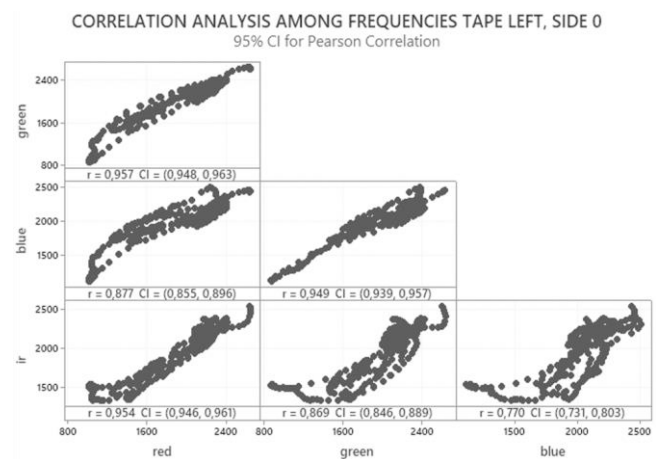 CORRELATION ANALYSIS AMONG FREQUENCIES TAPE LEFT, SIDE 0
95% CI for Pearson Correlation
green
2400
1600
800
r = 0,957 CI = (0,948, 0,963)
blue
2500
2000
1500
r = 0,877 CI = (0,855, 0,896)
r = 0,949 CI = (0,939, 0,957)
ir
2500
2000
1500
r = 0,954 CI = (0,946, 0,961)
r = 0,869 CI = (0,846, 0,889)
r = 0,770 CI = (0,731, 0,803)
800 1600 2400 800 1600 2400 1500 2000 2500
red green blue